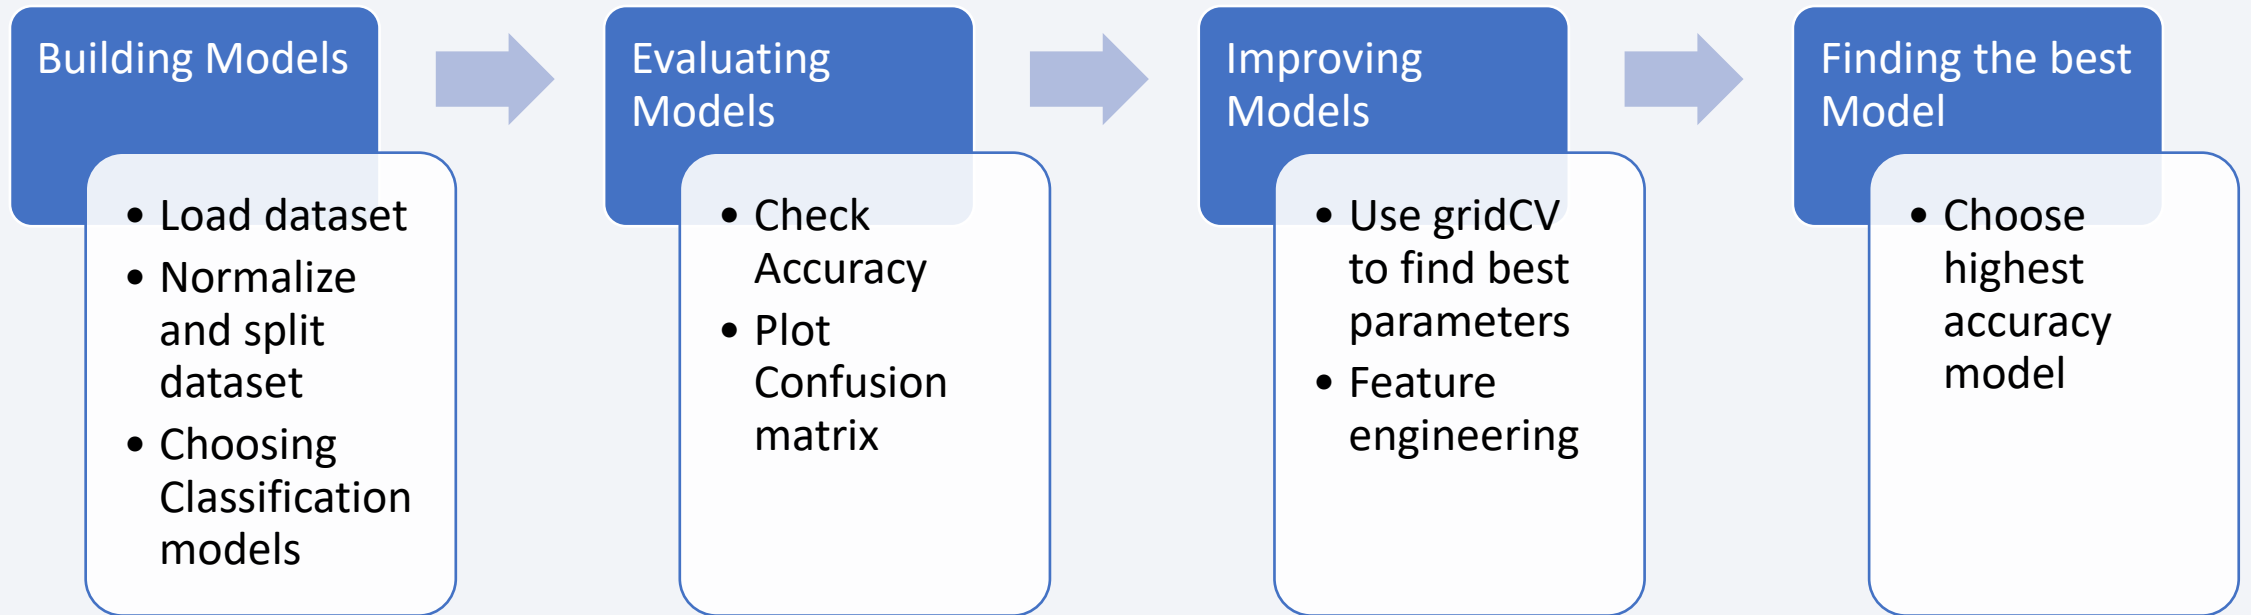 Building Models
• Load dataset
• Normalize
and split
dataset
• Choosing
Classification
models
Evaluating
Models
• Check
Accuracy
• Plot
Confusion
matrix
Improving
Models
• Use gridCV
to find best
parameters
• Feature
engineering
Finding the best
Model
• Choose
highest
accuracy
model